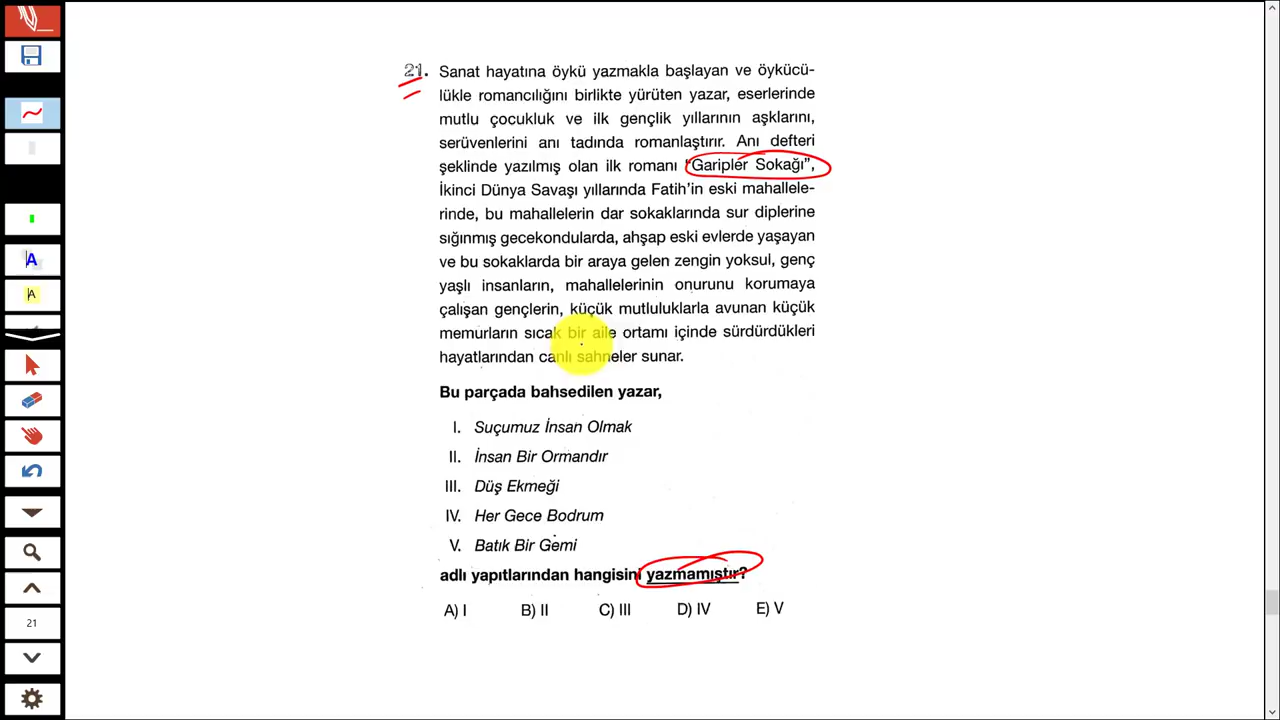 21. Sanat hayatına öykü yazmakla başlayan ve öykücü-
lükle romancılığını birlikte yürüten yazar, eserlerinde
mutlu çocukluk ve ilk gençlik yıllarının aşklarını,
serüvenlerini anı tadında romanlaştırır. Anı defteri
şeklinde yazılmış olan ilk romanı "Garipler Sokağı",
İkinci Dünya Savaşı yıllarında Fatih'in eski mahallele-
rinde, bu mahallelerin dar sokaklarında sur diplerine
sığınmış gecekondularda, ahşap eski evlerde yaşayan
ve bu sokaklarda bir araya gelen zengin yoksul, genç
yaşlı insanların, mahallelerinin onurunu korumaya
çalışan gençlerin, küçük mutluluklarla avunan küçük
memurların sıcak bir aile ortamı içinde sürdürdükleri
hayatlarından canlı sahneler sunar.
Bu parçada bahsedilen yazar,
I. Suçumuz İnsan Olmak
II. İnsan Bir Ormandır
III. Düş Ekmeği
IV. Her Gece Bodrum
V. Batık Bir Gemi
adlı yapıtlarından hangisini yazmamıştır?
A) I B) II C) III D) IV E) V
A
A
21